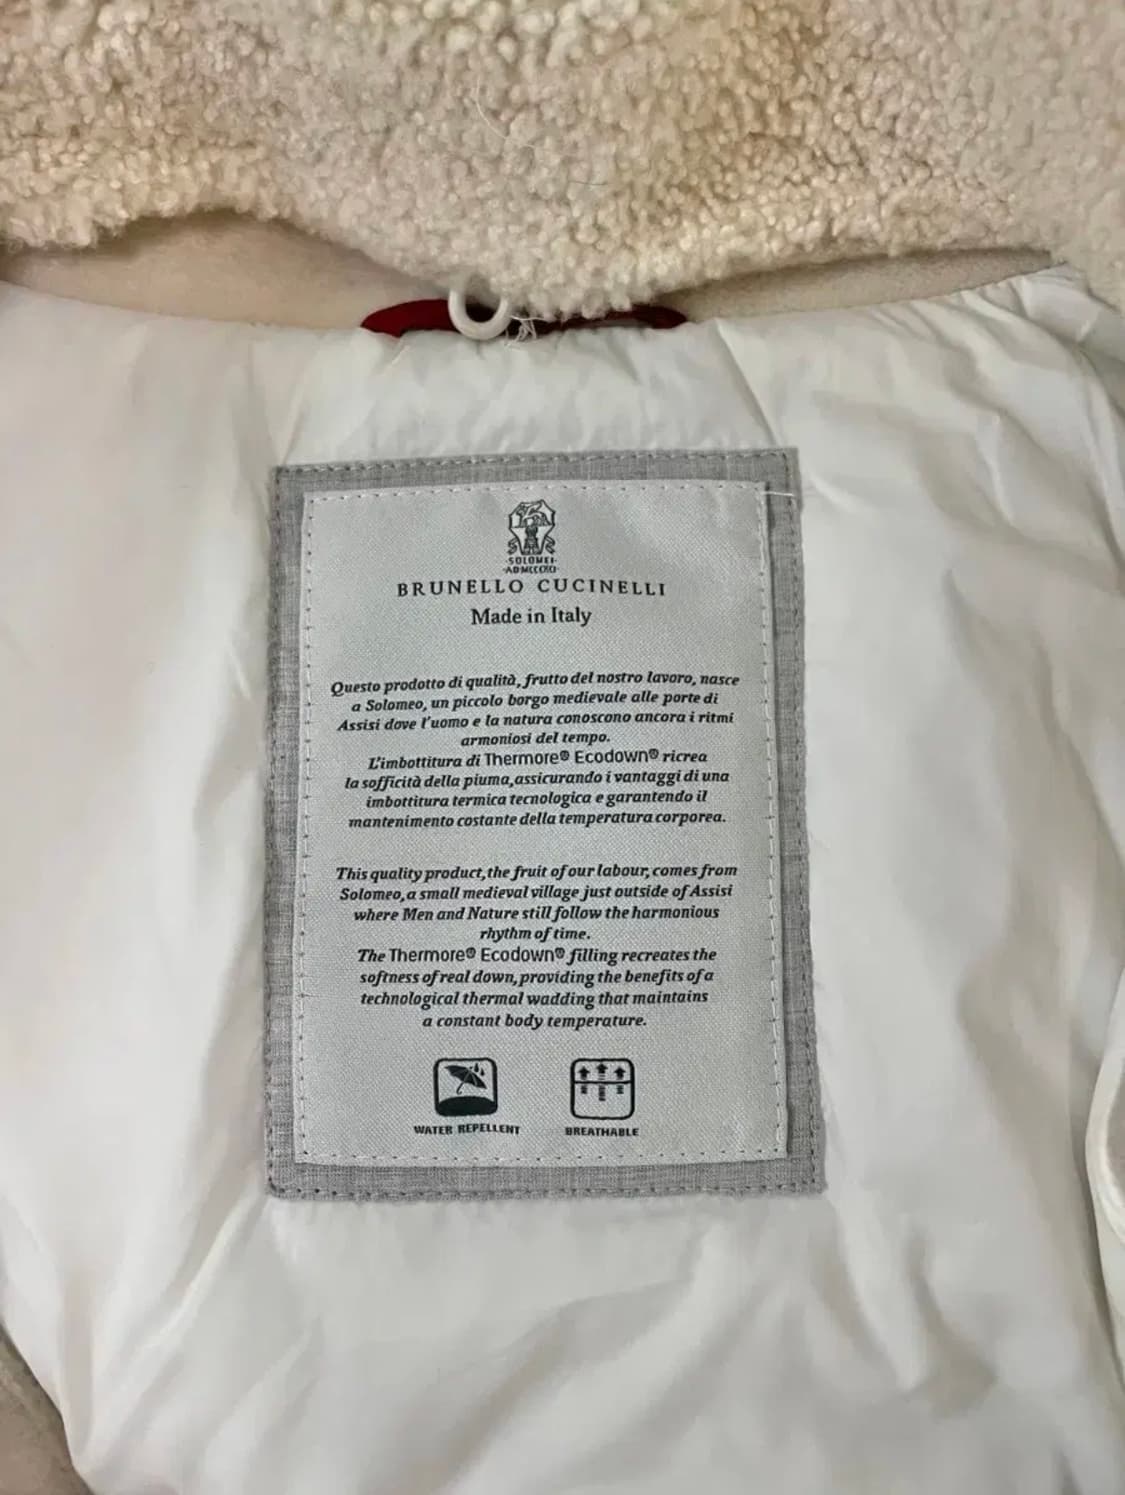 ·SOLOMEI·
BRUNELLO CUCINELLI
Made in Italy
Questo prodotto di qualità, frutto del nostro lavoro, nasce
a Solomeo, un piccolo borgo medievale alle porte di
Assisi dove l'uomo e la natura conoscono ancora i ritmi
armoniosi del tempo.
L'imbottitura di Thermore® Ecodown® ricrea
la sofficità della piuma, assicurando i vantaggi di una
imbottitura termica tecnologica e garantendo il
mantenimento costante della temperatura corporea.
This quality product, the fruit of our labour, comes from
Solomeo, a small medieval village just outside of Assisi
where Men and Nature still follow the harmonious
rhythm of time.
The Thermore® Ecodown® filling recreates the
softness of real down, providing the benefits of a
technological thermal wadding that maintains
a constant body temperature.
WATER REPELLENT BREATHABLE